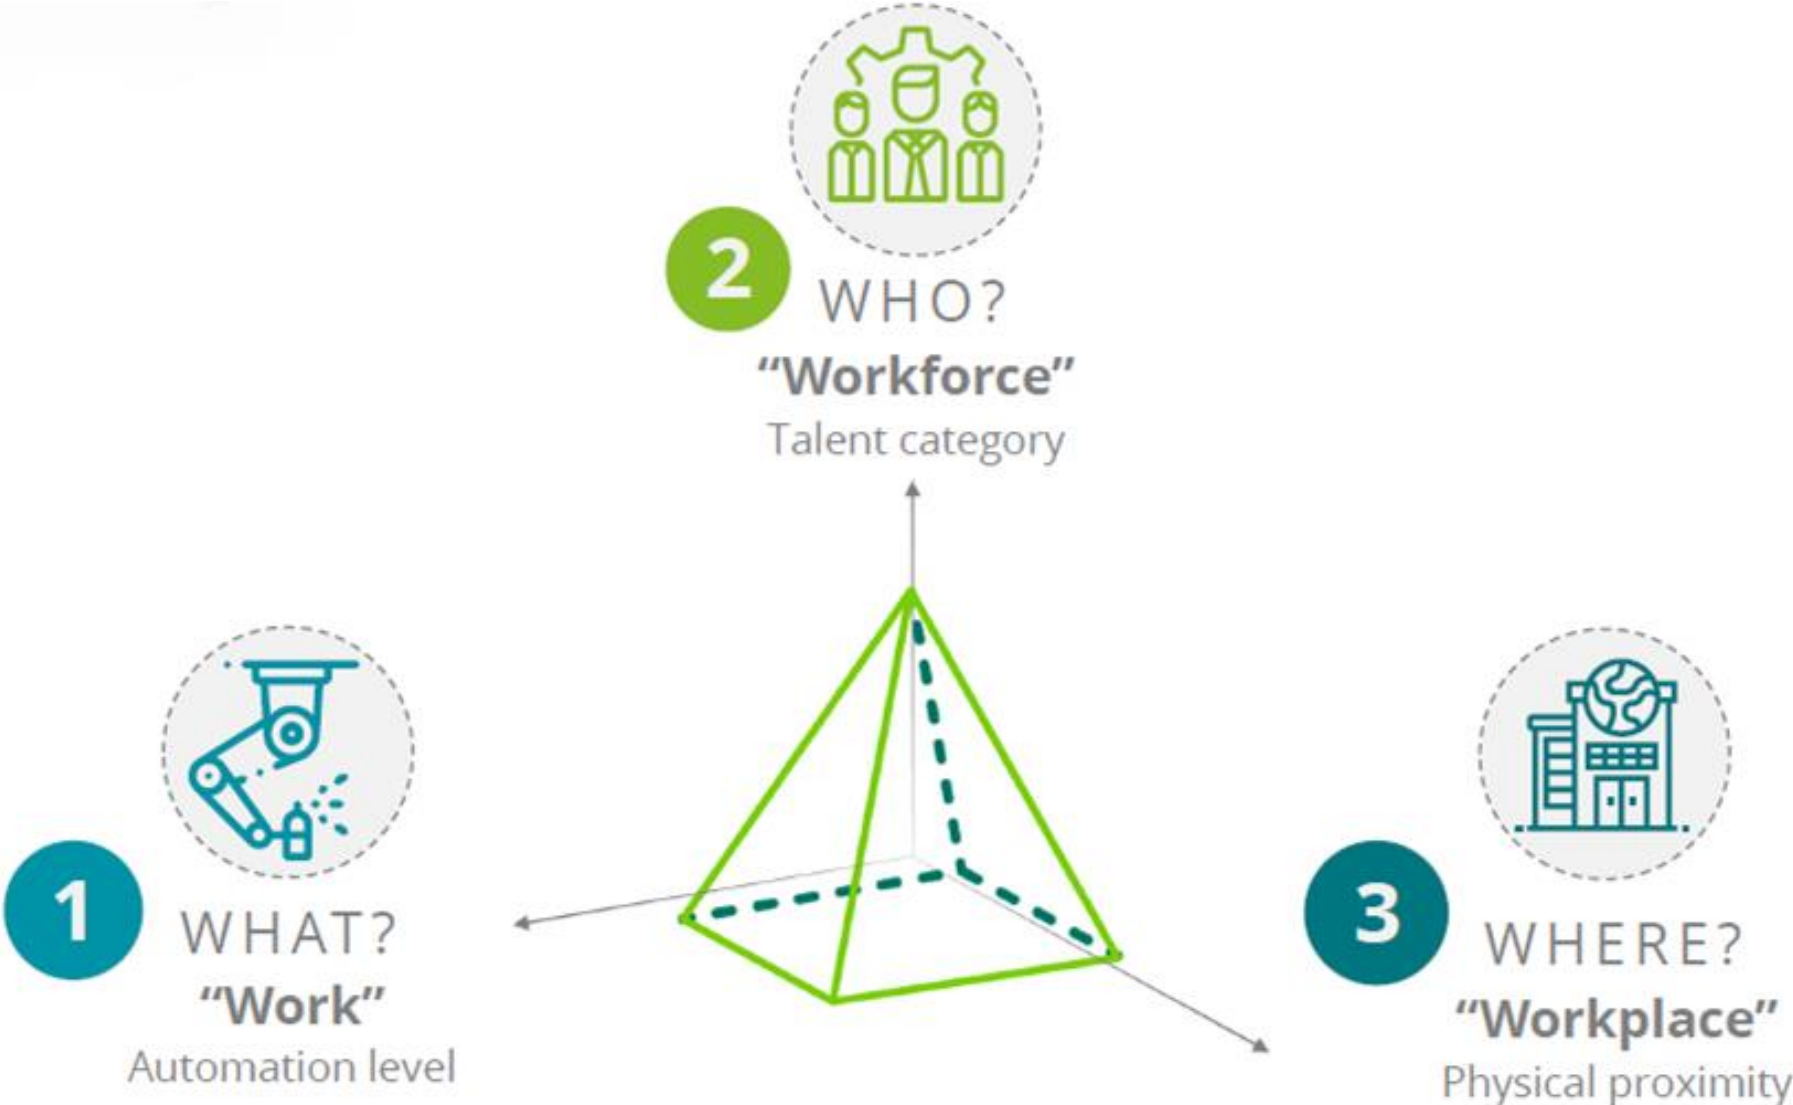 2
WHO?
“Workforce”
Talent category
1
WHAT?
“Work”
Automation level
3
WHERE?
“Workplace”
Physical proximity